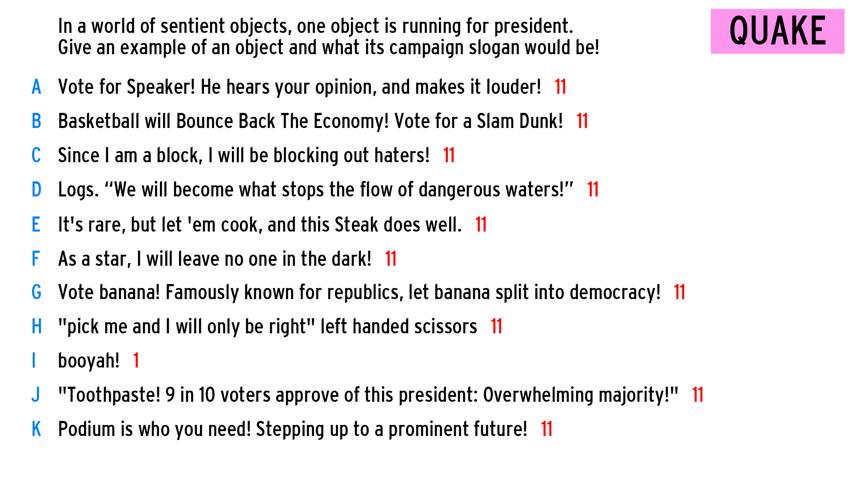 In a world of sentient objects, one object is running for president.
Give an example of an object and what its campaign slogan would be!
QUAKE
A Vote for Speaker! He hears your opinion, and makes it louder! 11
B Basketball will Bounce Back The Economy! Vote for a Slam Dunk! 11
C Since I am a block, I will be blocking out haters! 11
D Logs. “We will become what stops the flow of dangerous waters!” 11
E It's rare, but let 'em cook, and this Steak does well. 11
F As a star, I will leave no one in the dark! 11
G Vote banana! Famously known for republics, let banana split into democracy! 11
H "pick me and I will only be right" left handed scissors 11
I booyah! 1
J "Toothpaste! 9 in 10 voters approve of this president: Overwhelming majority!" 11
K Podium is who you need! Stepping up to a prominent future! 11